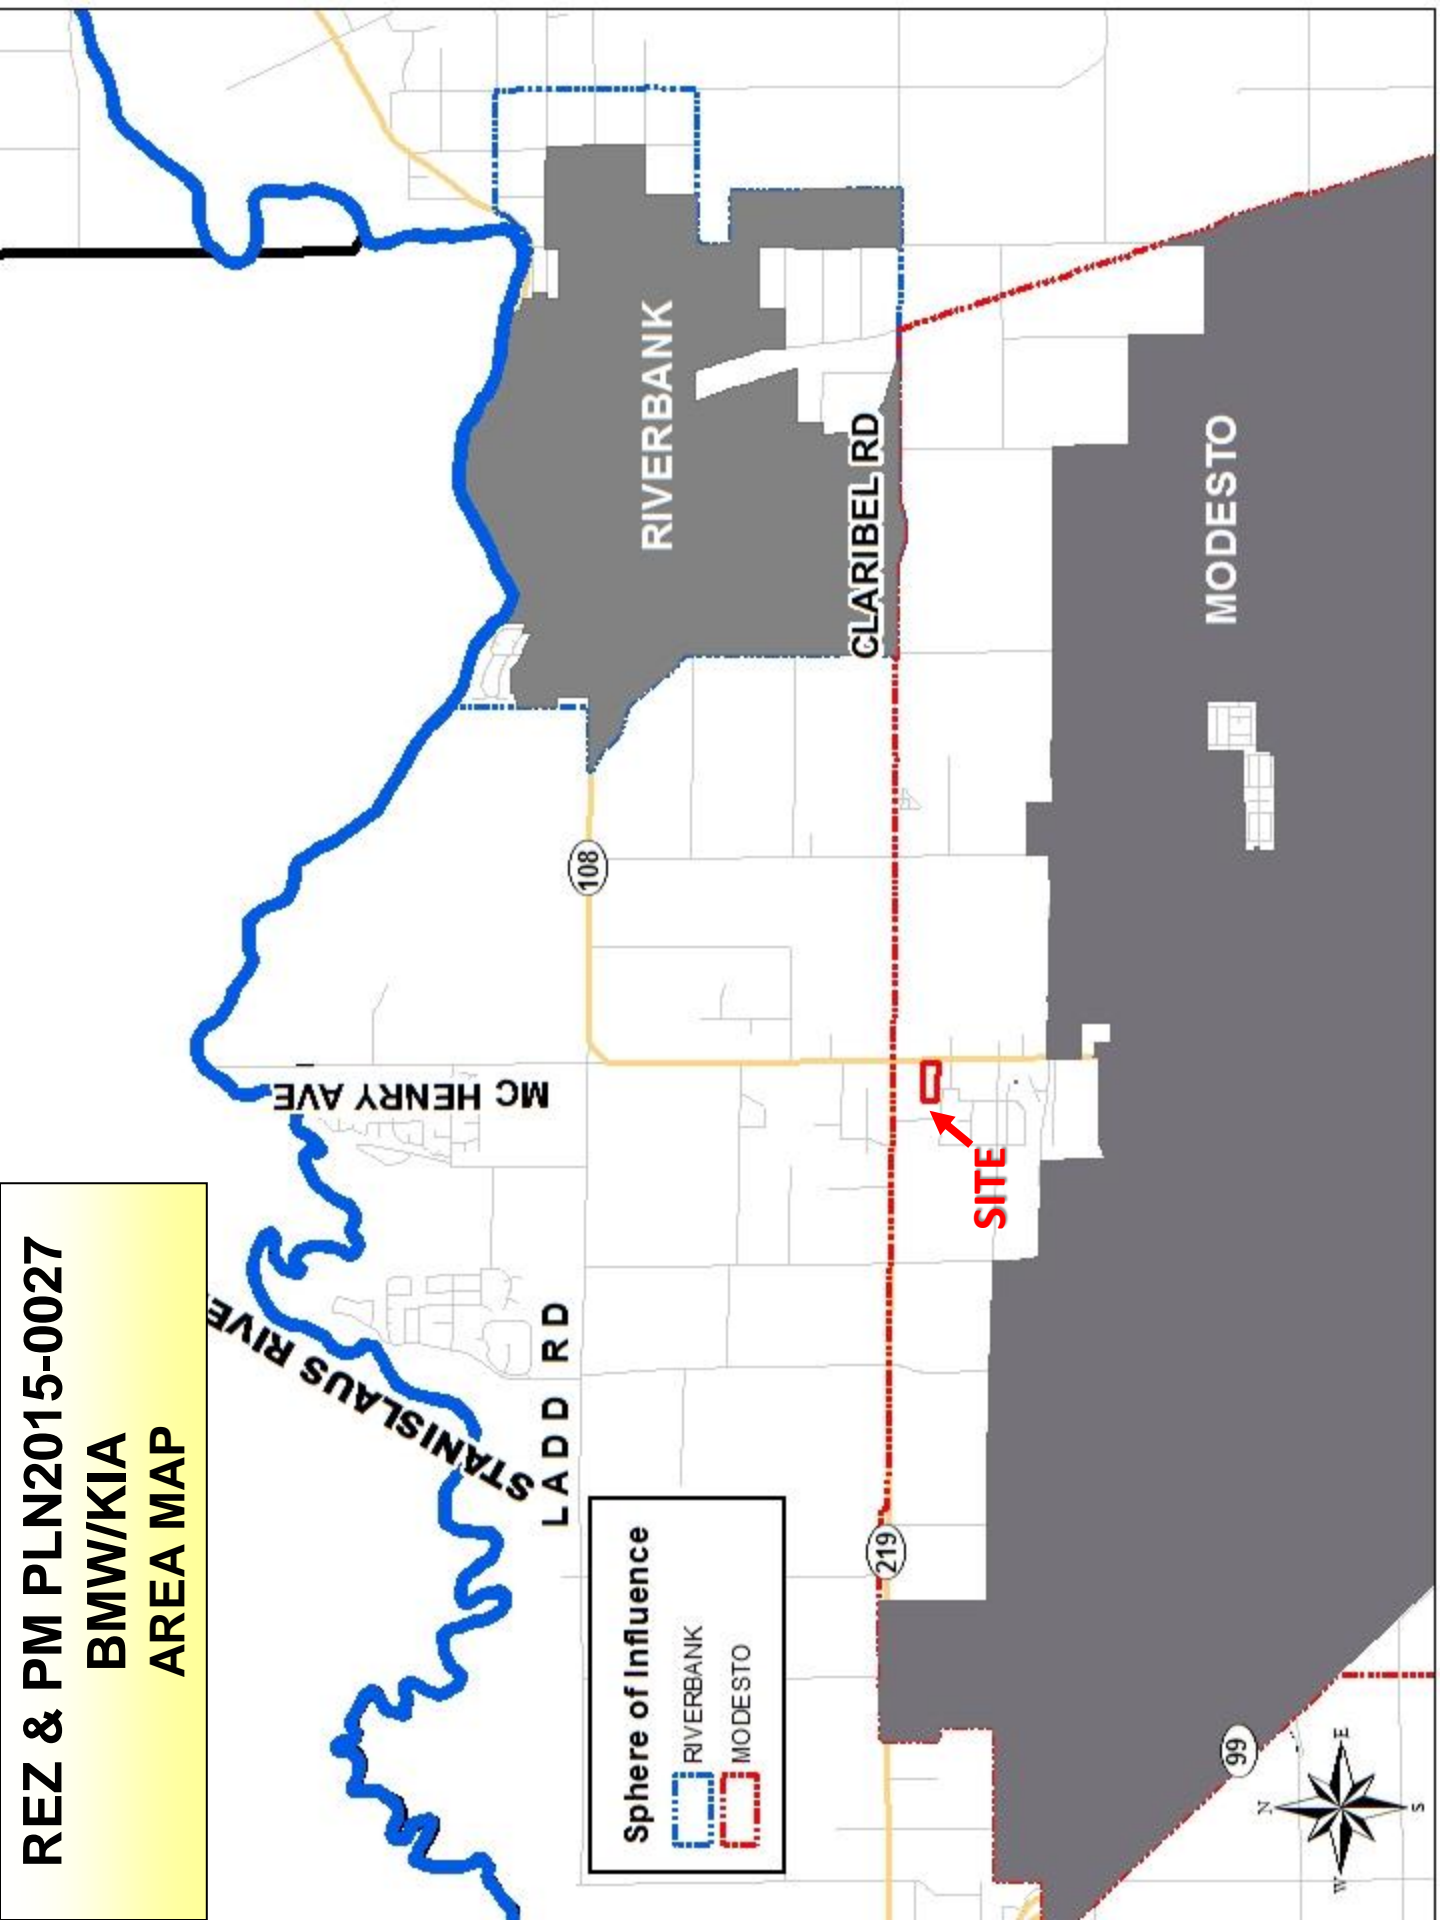 REZ & PM PLN2015-0027
BMW/KIA
AREA MAP
STANISLAUS RIVE
MC HENRY AVE
LADD RD
108
RIVERBANK
CLARIBEL RD
MODESTO
SITE
219
99
Sphere of Influence
RIVERBANK
MODESTO
N
E
S
W